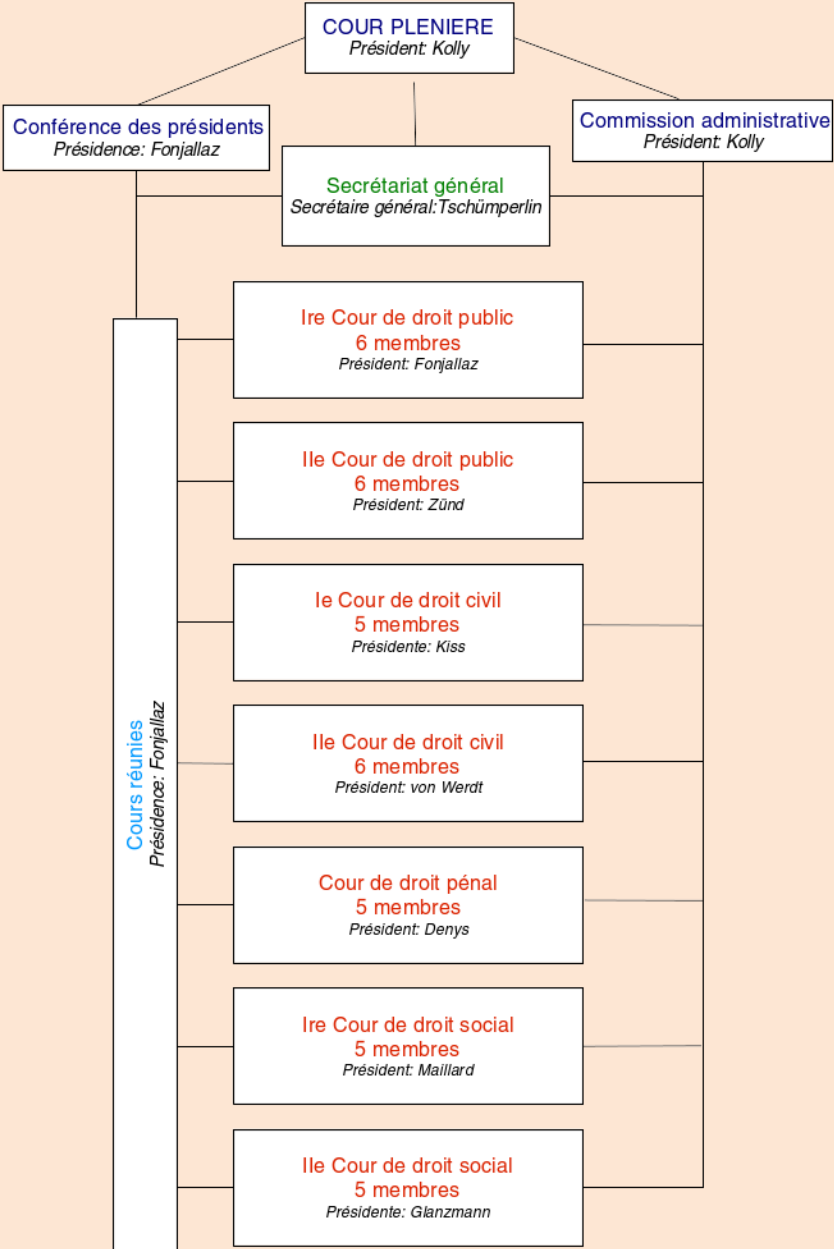 COUR PLENIERE
Président: Kolly
Conférence des présidents
Présidence: Fonjallaz
Commission administrative
Président: Kolly
Secrétariat général
Secrétaire général:Tschümperlin
Ire Cour de droit public
6 membres
Président: Fonjallaz
IIe Cour de droit public
6 membres
Président: Zünd
Ie Cour de droit civil
5 membres
Présidente: Kiss
IIe Cour de droit civil
6 membres
Président: von Werdt
Cour de droit pénal
5 membres
Président: Denys
Ire Cour de droit social
5 membres
Président: Maillard
IIe Cour de droit social
5 membres
Présidente: Glanzmann
Cours réunies
Présidence: Fonjallaz